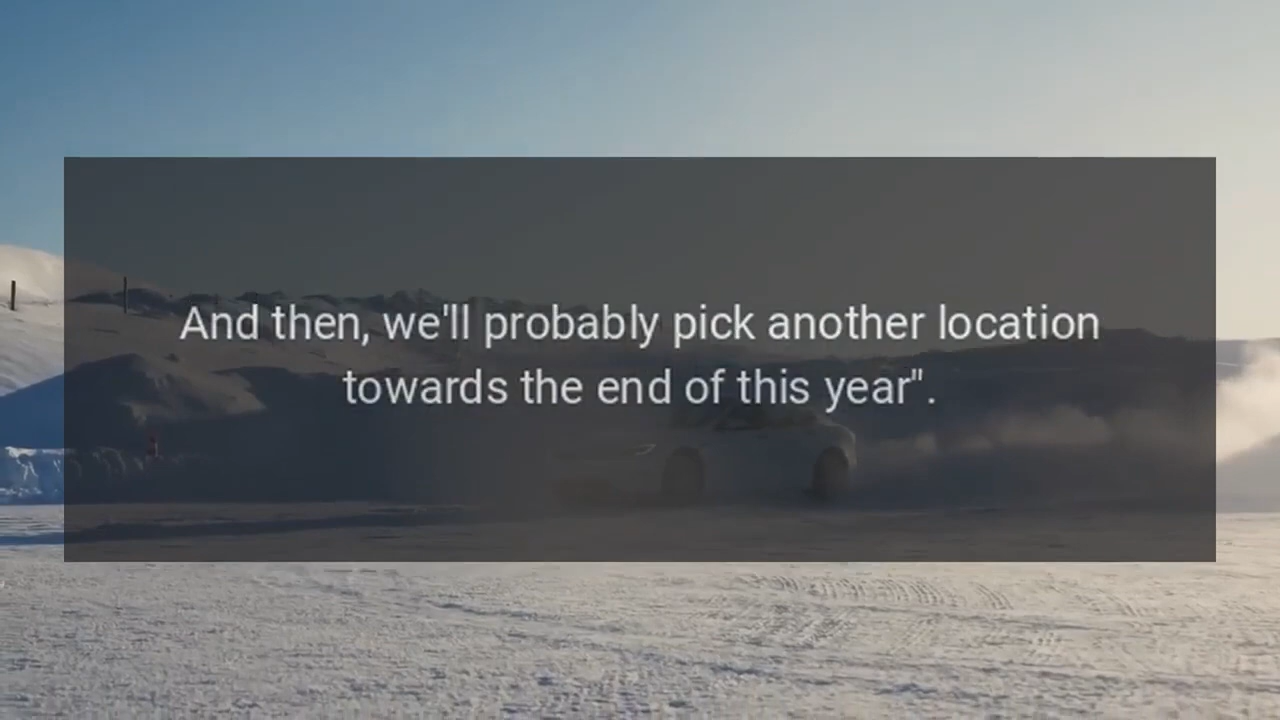 And then, we'll probably pick another location
towards the end of this year".